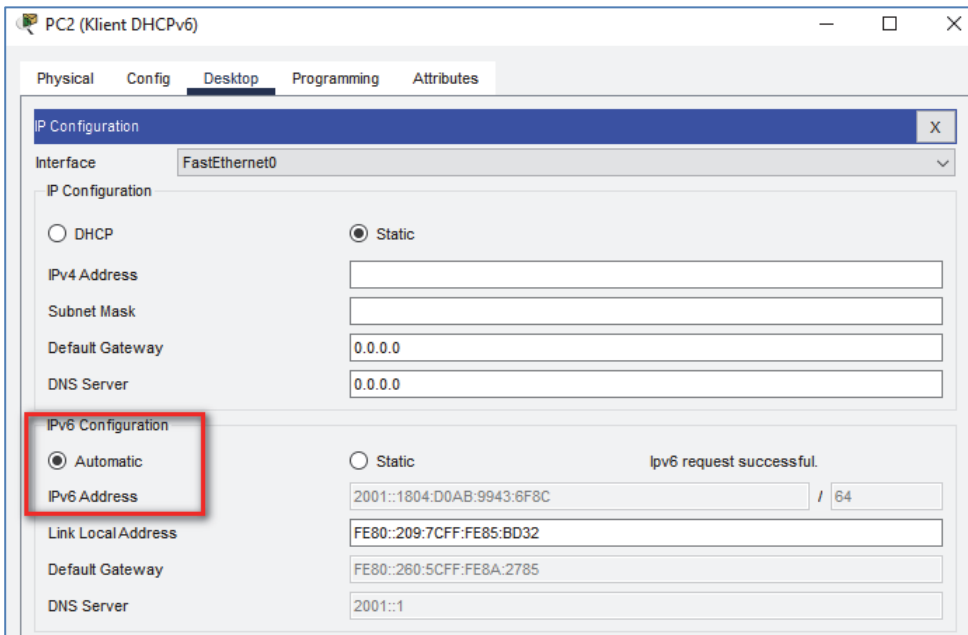 PC2 (Klient DHCPv6)
Physical Config Desktop Programming Attributes
IP Configuration X
Interface FastEthernet0
IP Configuration
DHCP Static
IPv4 Address
Subnet Mask
Default Gateway 0.0.0.0
DNS Server 0.0.0.0
IPv6 Configuration
Automatic Static Ipv6 request successful.
IPv6 Address 2001::1804:D0AB:9943:6F8C / 64
Link Local Address FE80::209:7CFF:FE85:BD32
Default Gateway FE80::260:5CFF:FE8A:2785
DNS Server 2001::1